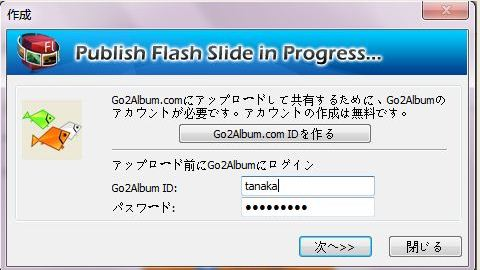 作成
Publish Flash Slide in Progress...
Go2Album.comにアップロードして共有するために、Go2Albumの
アカウントが必要です。アカウントの作成は無料です。
Go2Album.com IDを作る
アップロード前にGo2Albumにログイン
Go2Album ID:
tanaka
パスワード:
●●●●●●●●●
次へ>>
閉じる